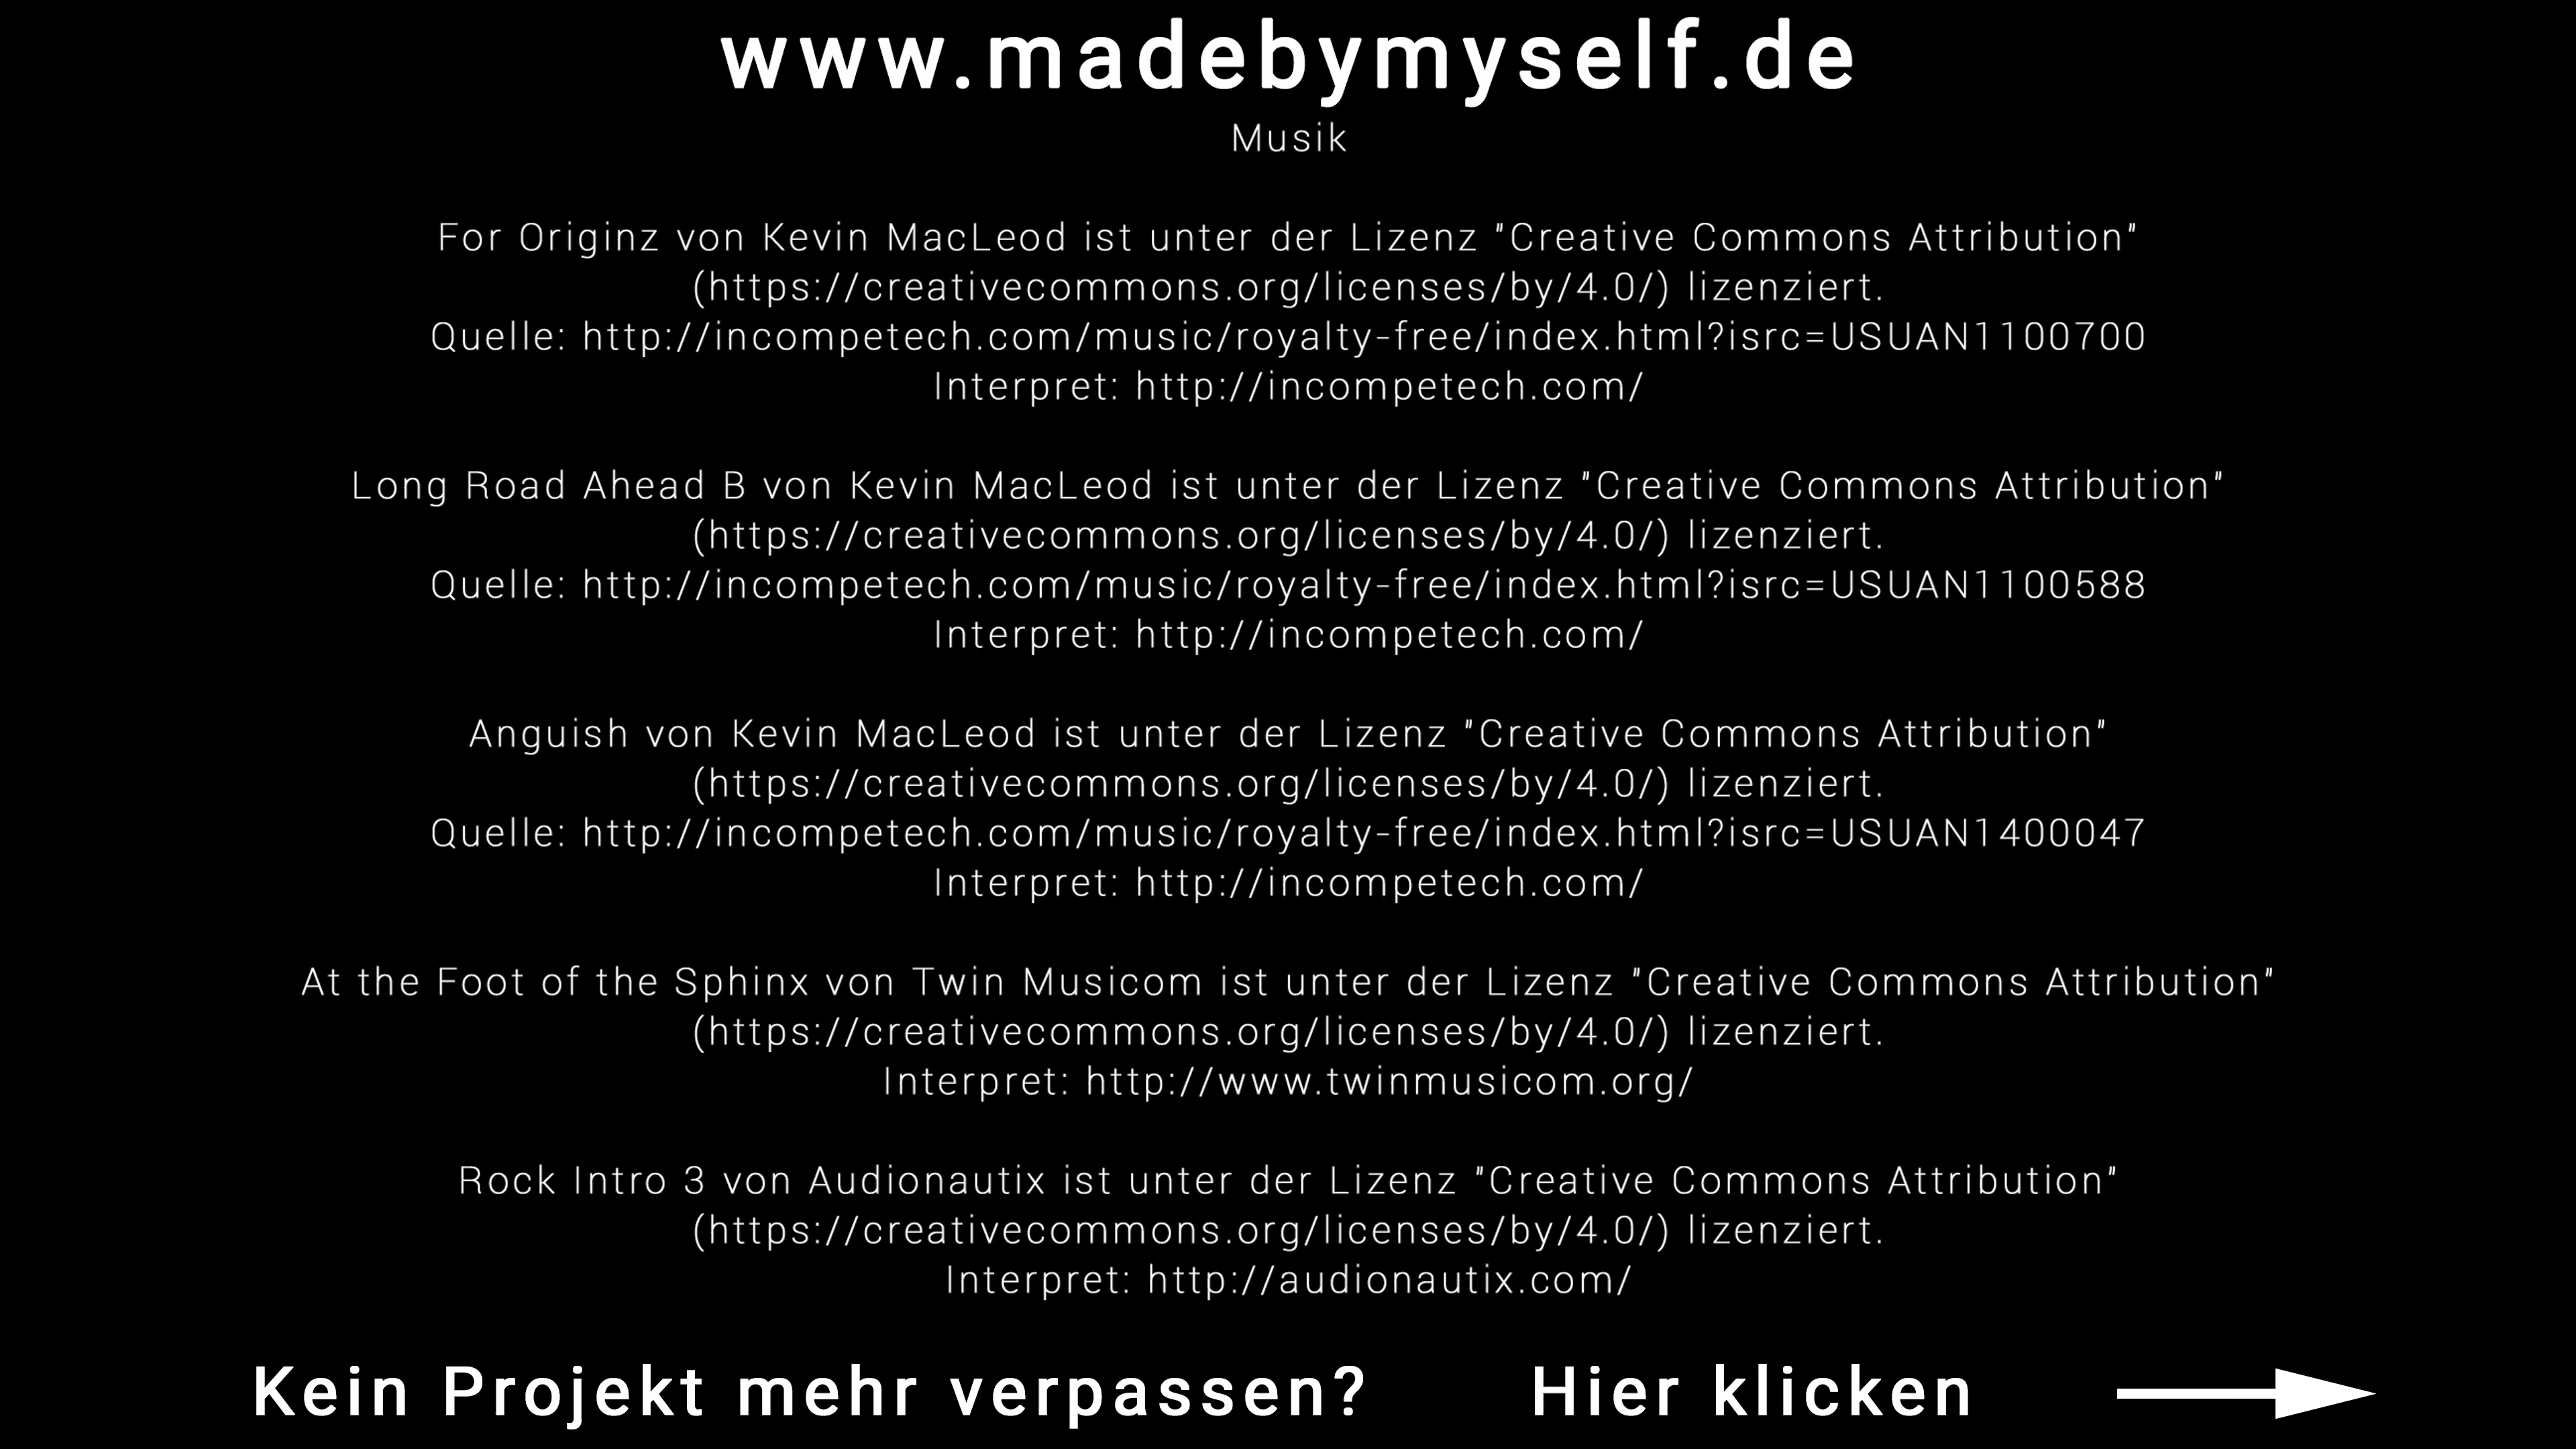 www.madebymyself.de
Musik
For Originz von Kevin MacLeod ist unter der Lizenz "Creative Commons Attribution"
(https://creativecommons.org/licenses/by/4.0/) lizenziert.
Quelle: http://incompetech.com/music/royalty-free/index.html?isrc=USUAN1100700
Interpret: http://incompetech.com/
Long Road Ahead B von Kevin MacLeod ist unter der Lizenz "Creative Commons Attribution"
(https://creativecommons.org/licenses/by/4.0/) lizenziert.
Quelle: http://incompetech.com/music/royalty-free/index.html?isrc=USUAN1100588
Interpret: http://incompetech.com/
Anguish von Kevin MacLeod ist unter der Lizenz "Creative Commons Attribution"
(https://creativecommons.org/licenses/by/4.0/) lizenziert.
Quelle: http://incompetech.com/music/royalty-free/index.html?isrc=USUAN1400047
Interpret: http://incompetech.com/
At the Foot of the Sphinx von Twin Musicom ist unter der Lizenz "Creative Commons Attribution"
(https://creativecommons.org/licenses/by/4.0/) lizenziert.
Interpret: http://www.twinmusicom.org/
Rock Intro 3 von Audionautix ist unter der Lizenz "Creative Commons Attribution"
(https://creativecommons.org/licenses/by/4.0/) lizenziert.
Interpret: http://audionautix.com/
Kein Projekt mehr verpassen? Hier klicken